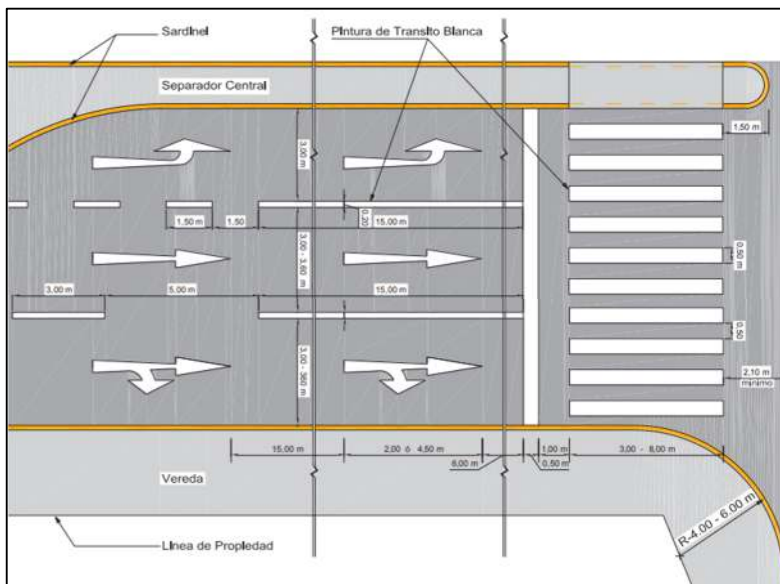 Sardinel
Pintura de Transito Blanca
Separador Central
1,50 m
3,00 m
1,50 m
1,50
15,00 m
0,20
3,00 - 3,60 m
0,50 m
3,00 m
5,00 m
15,00 m
0,50
3,00 - 360 m
2,10 m
minimo
15,00 m
2,00 ó 4,50 m
6,00 m
0,50 m
1,00 m
3,00 - 8,00 m
Vereda
R-4.00 - 6.00 m
Linea de Propiedad